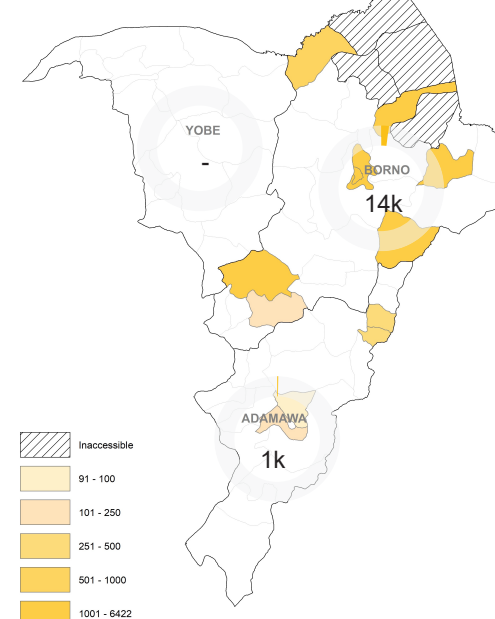 YOBE
-
BORNO
14k
ADAMAWA
1k
Inaccessible
91 - 100
101 - 250
251 - 500
501 - 1000
1001 - 6422